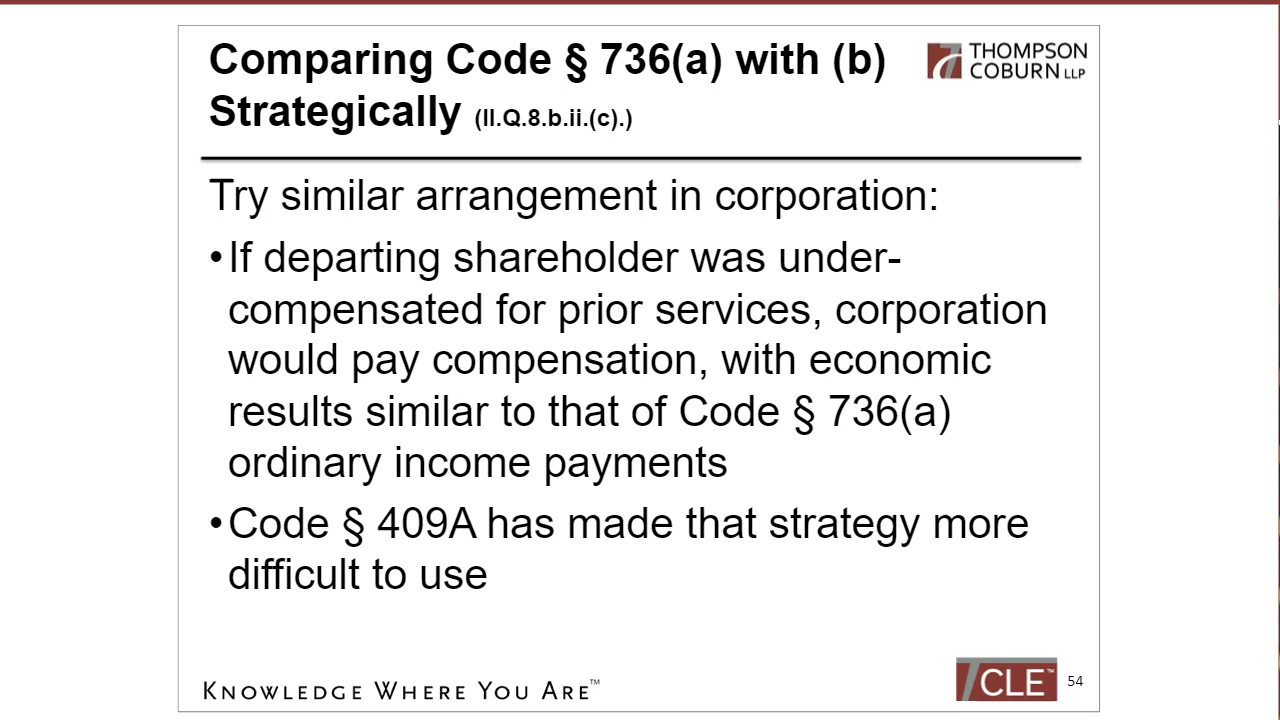 Comparing Code § 736(a) with (b)
Strategically (II.Q.8.b.ii.(c).)
THOMPSON
COBURN LLP
Try similar arrangement in corporation:
•If departing shareholder was under-
compensated for prior services, corporation
would pay compensation, with economic
results similar to that of Code § 736(a)
ordinary income payments
•Code § 409A has made that strategy more
difficult to use
KNOWLEDGE WHERE YOU ARE™
TCLE™
54